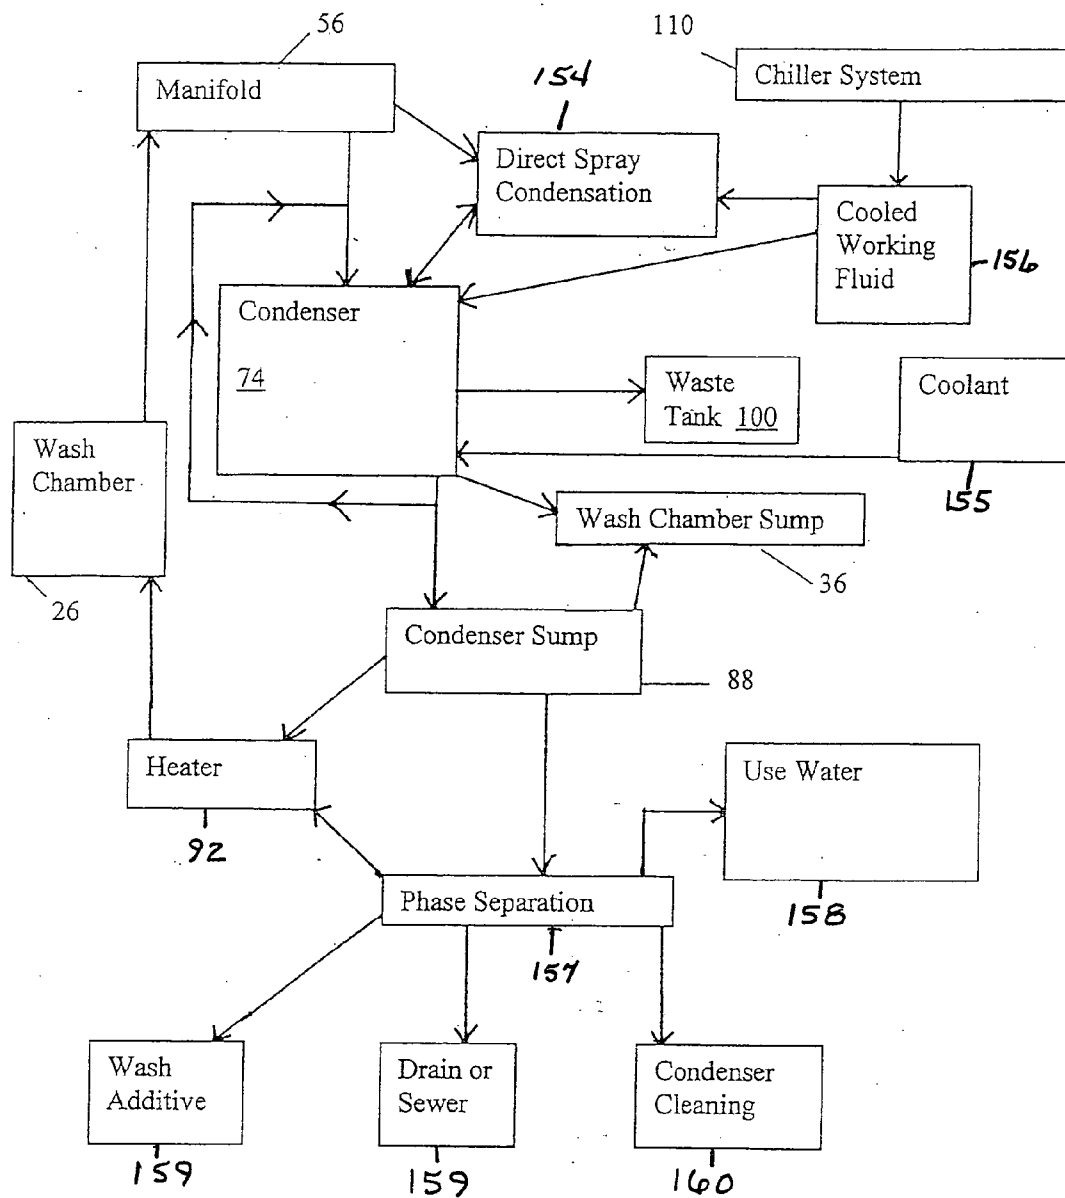 56
110
Manifold
154
Chiller System
Direct Spray
Condensation
Cooled
Working
Fluid
156
Condenser
74
Waste
Tank 100
Coolant
155
Wash
Chamber
Wash Chamber Sump
36
26
Condenser Sump
88
Heater
92
Use Water
158
Phase Separation
157
Wash
Additive
159
Drain or
Sewer
159
Condenser
Cleaning
160